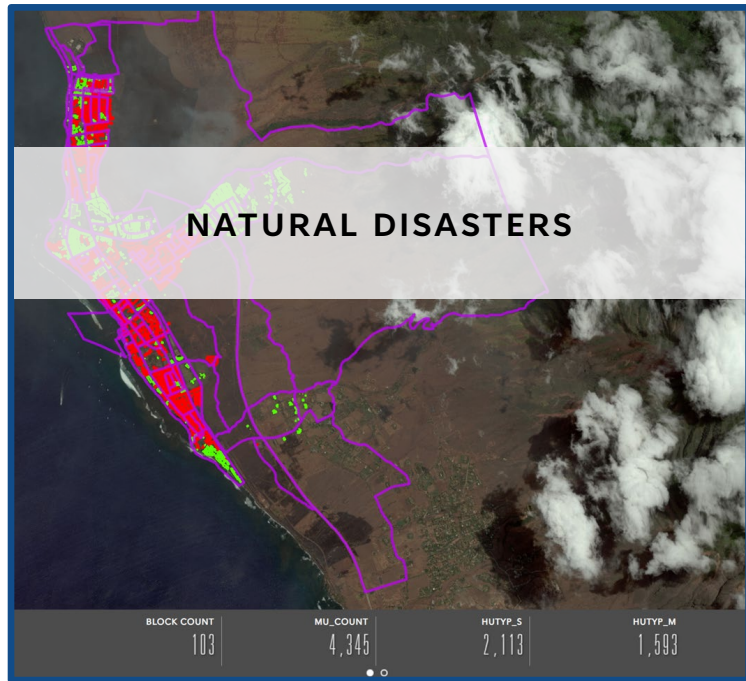 NATURAL DISASTERS
BLOCK COUNT
103
MU_COUNT
4,345
HUTYP_S
2,113
HUTYP_M
1,593